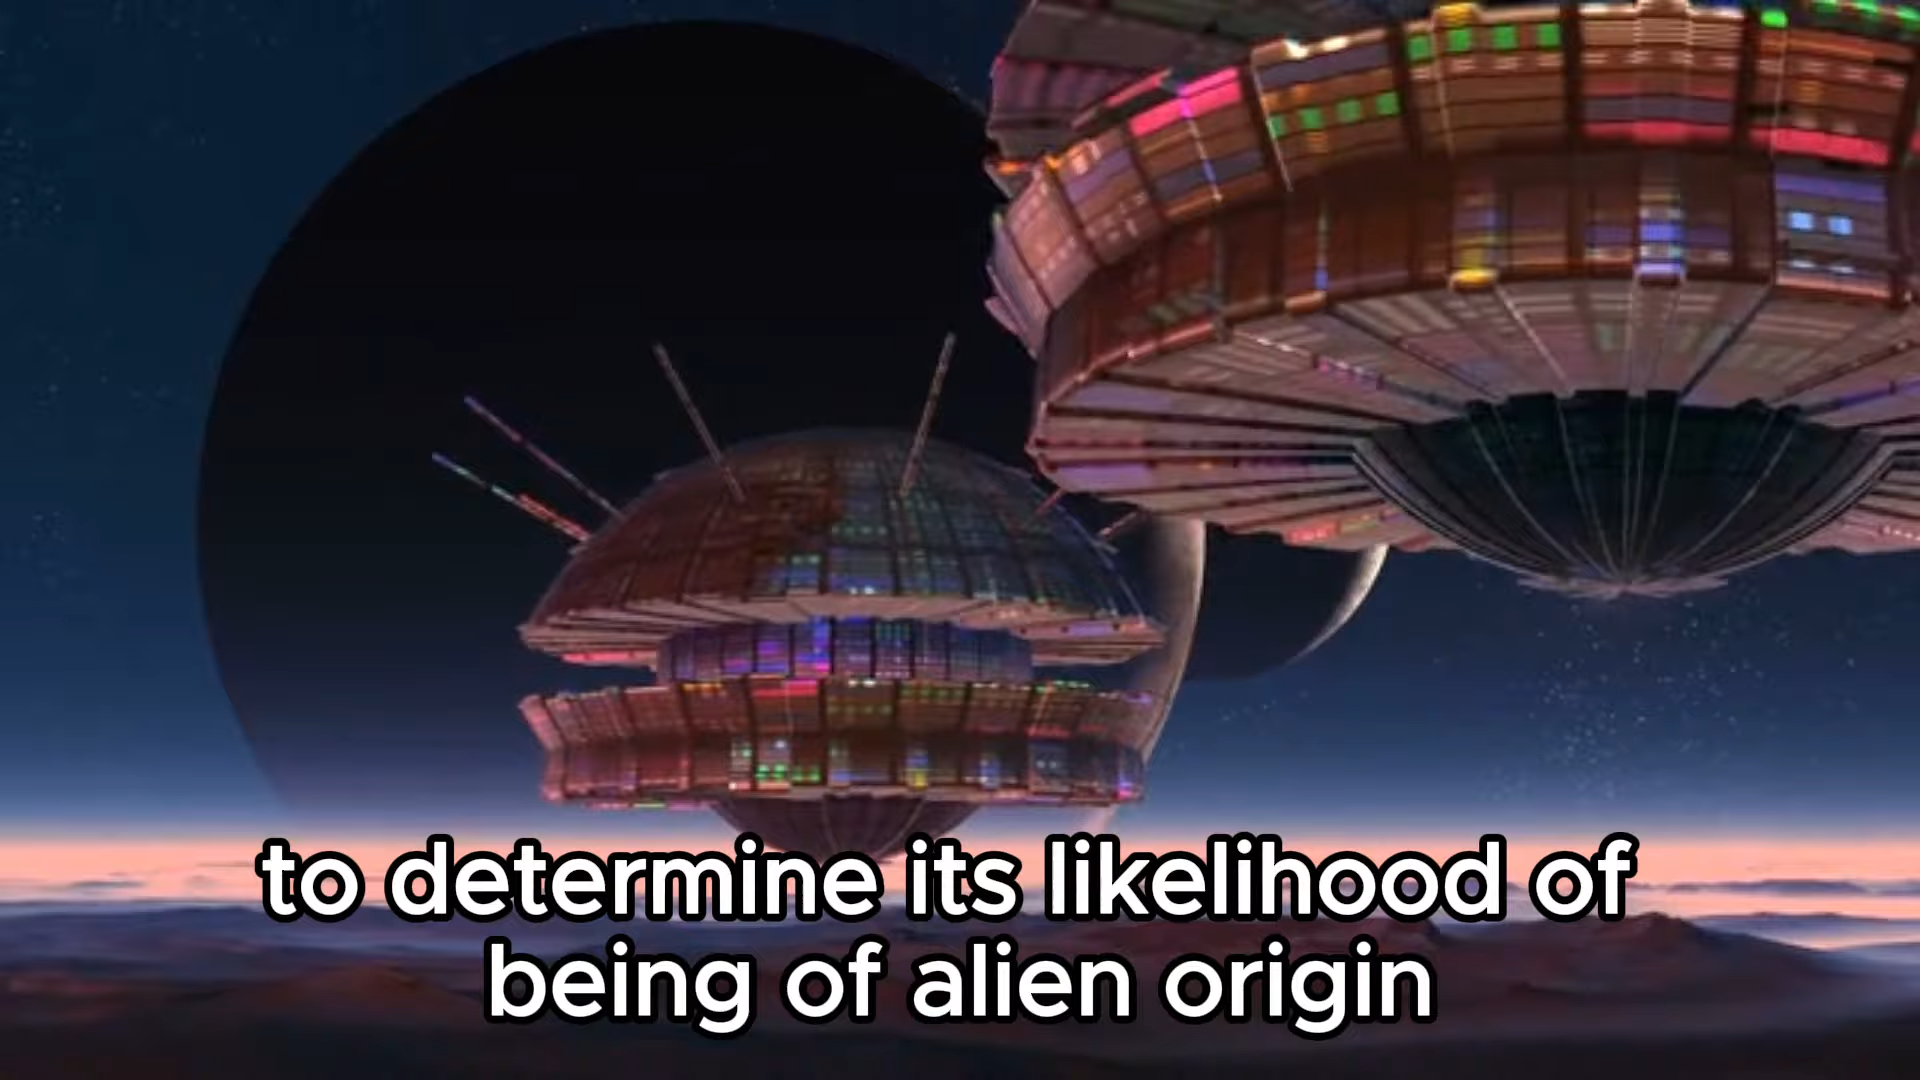 to determine its likelihood of
being of alien origin